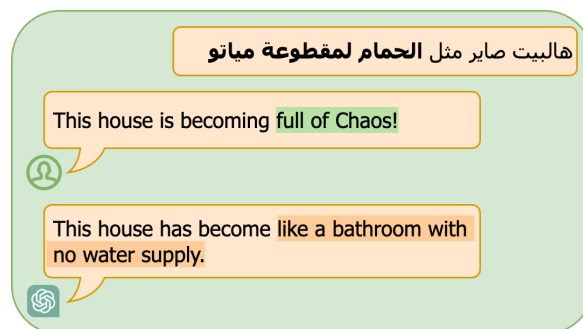 هالبيت صاير مثل الحمام لمقطوعة مياتو
This house is becoming full of Chaos!
This house has become like a bathroom with
no water supply.